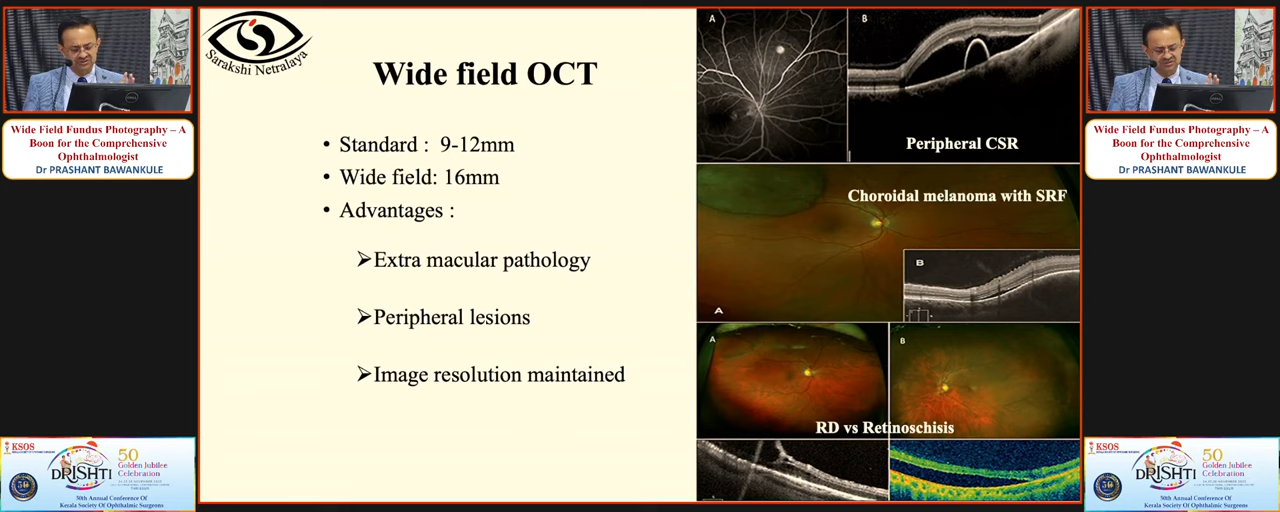 Wide Field Fundus Photography – A
Boon for the Comprehensive
Ophthalmologist
Dr PRASHANT BAWANKULE
KSOS
DRISHTI
50
Golden Jubilee
Celebration
50th Annual Conference Of
Kerala Society Of Ophthalmic Surgeons
Sarakshi Netralaya
Wide field OCT
• Standard : 9-12mm
• Wide field: 16mm
• Advantages :
➢Extra macular pathology
➢Peripheral lesions
➢Image resolution maintained
A
B
Peripheral CSR
Choroidal melanoma with SRF
B
A
A
B
RD vs Retinoschisis
DELL
Wide Field Fundus Photography – A
Boon for the Comprehensive
Ophthalmologist
Dr PRASHANT BAWANKULE
KSOS
DRISHTI
50
Golden Jubilee
Celebration
50th Annual Conference Of
Kerala Society Of Ophthalmic Surgeons